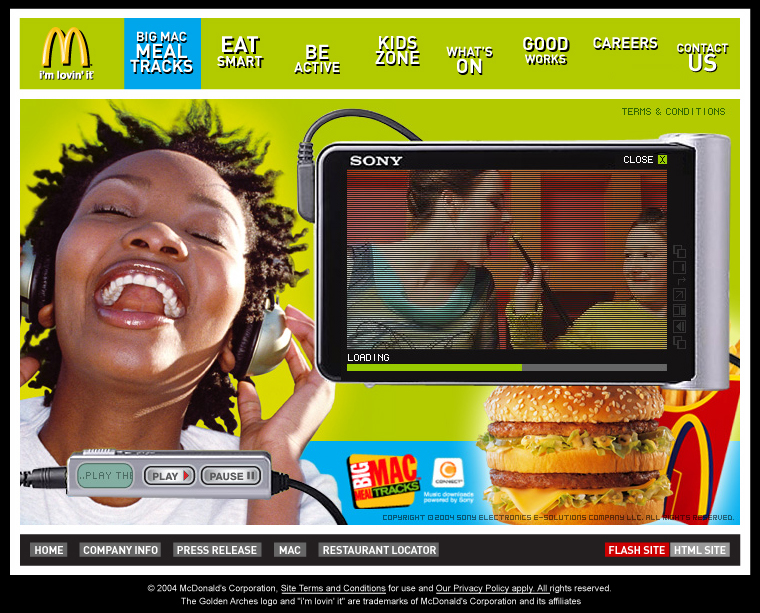 i'm lovin' it
BIG MAC
MEAL
TRACKS
EAT
SMART
BE
ACTIVE
KIDS
ZONE
WHAT'S
ON
GOOD
WORKS
CAREERS
CONTACT
US
TERMS & CONDITIONS
SONY
CLOSE X
LOADING
..PLAY THE
PLAY
PAUSE
BIG MAC
MEAL TRACKS
CONNECT
Music downloads
powered by Sony
COPYRIGHT ©2004 SONY ELECTRONICS E-SOLUTIONS COMPANY LLC. ALL RIGHTS RESERVED.
HOME
COMPANY INFO
PRESS RELEASE
MAC
RESTAURANT LOCATOR
FLASH SITE
HTML SITE
© 2004 McDonald's Corporation, Site Terms and Conditions for use and Our Privacy Policy apply. All rights reserved.
The Golden Arches logo and "i'm lovin' it" are trademarks of McDonald's Corporation and its affiliates